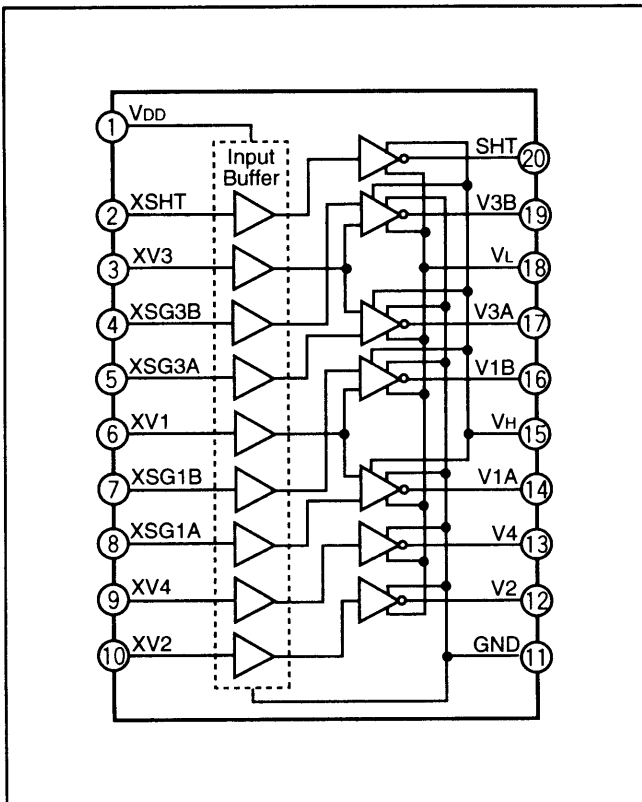 1 VDD
2 XSHT
3 XV3
4 XSG3B
5 XSG3A
6 XV1
7 XSG1B
8 XSG1A
9 XV4
10 XV2
Input
Buffer
SHT 20
V3B 19
VL 18
V3A 17
V1B 16
VH 15
V1A 14
V4 13
V2 12
GND 11